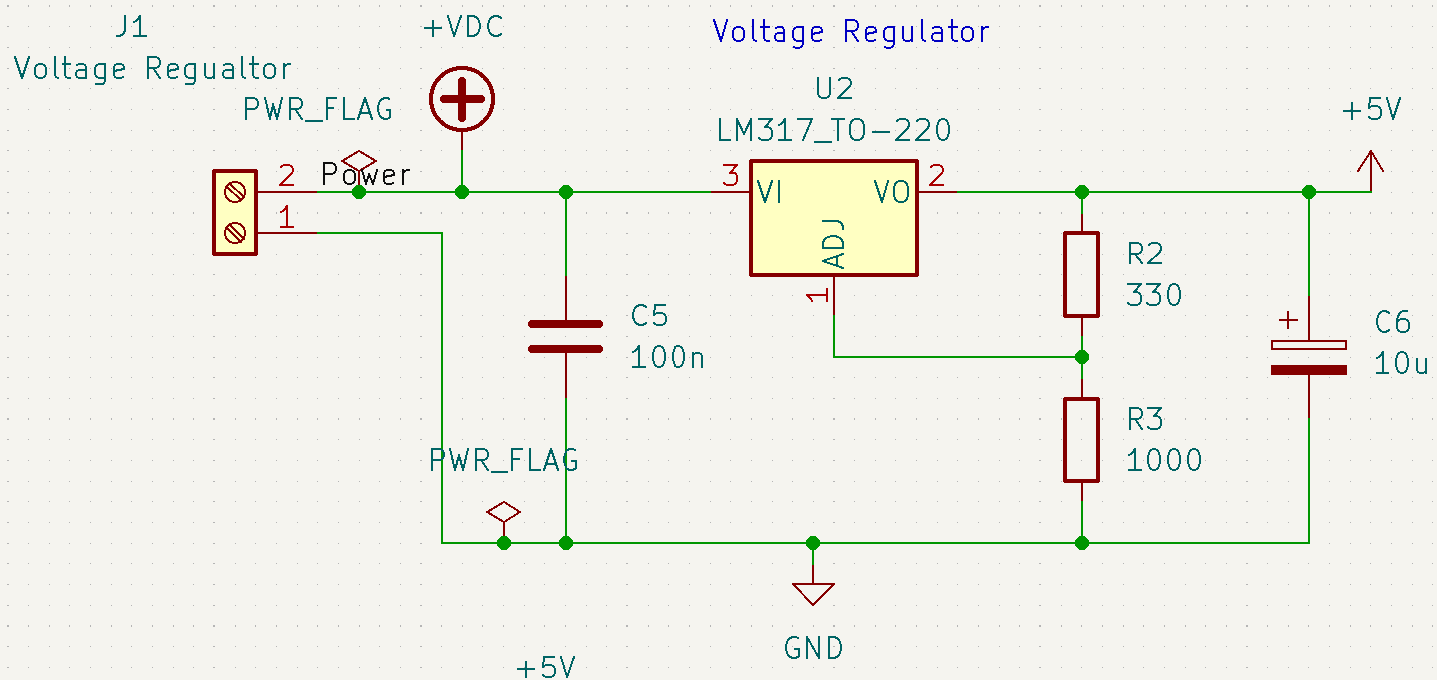 J1
Voltage Regualtor
PWR_FLAG
+VDC
Voltage Regulator
U2
LM317_TO-220
+5V
2
Power
1
3
VI
VO
2
ADJ
1
R2
330
C5
100n
+
C6
10u
R3
1000
PWR_FLAG
GND
+5V